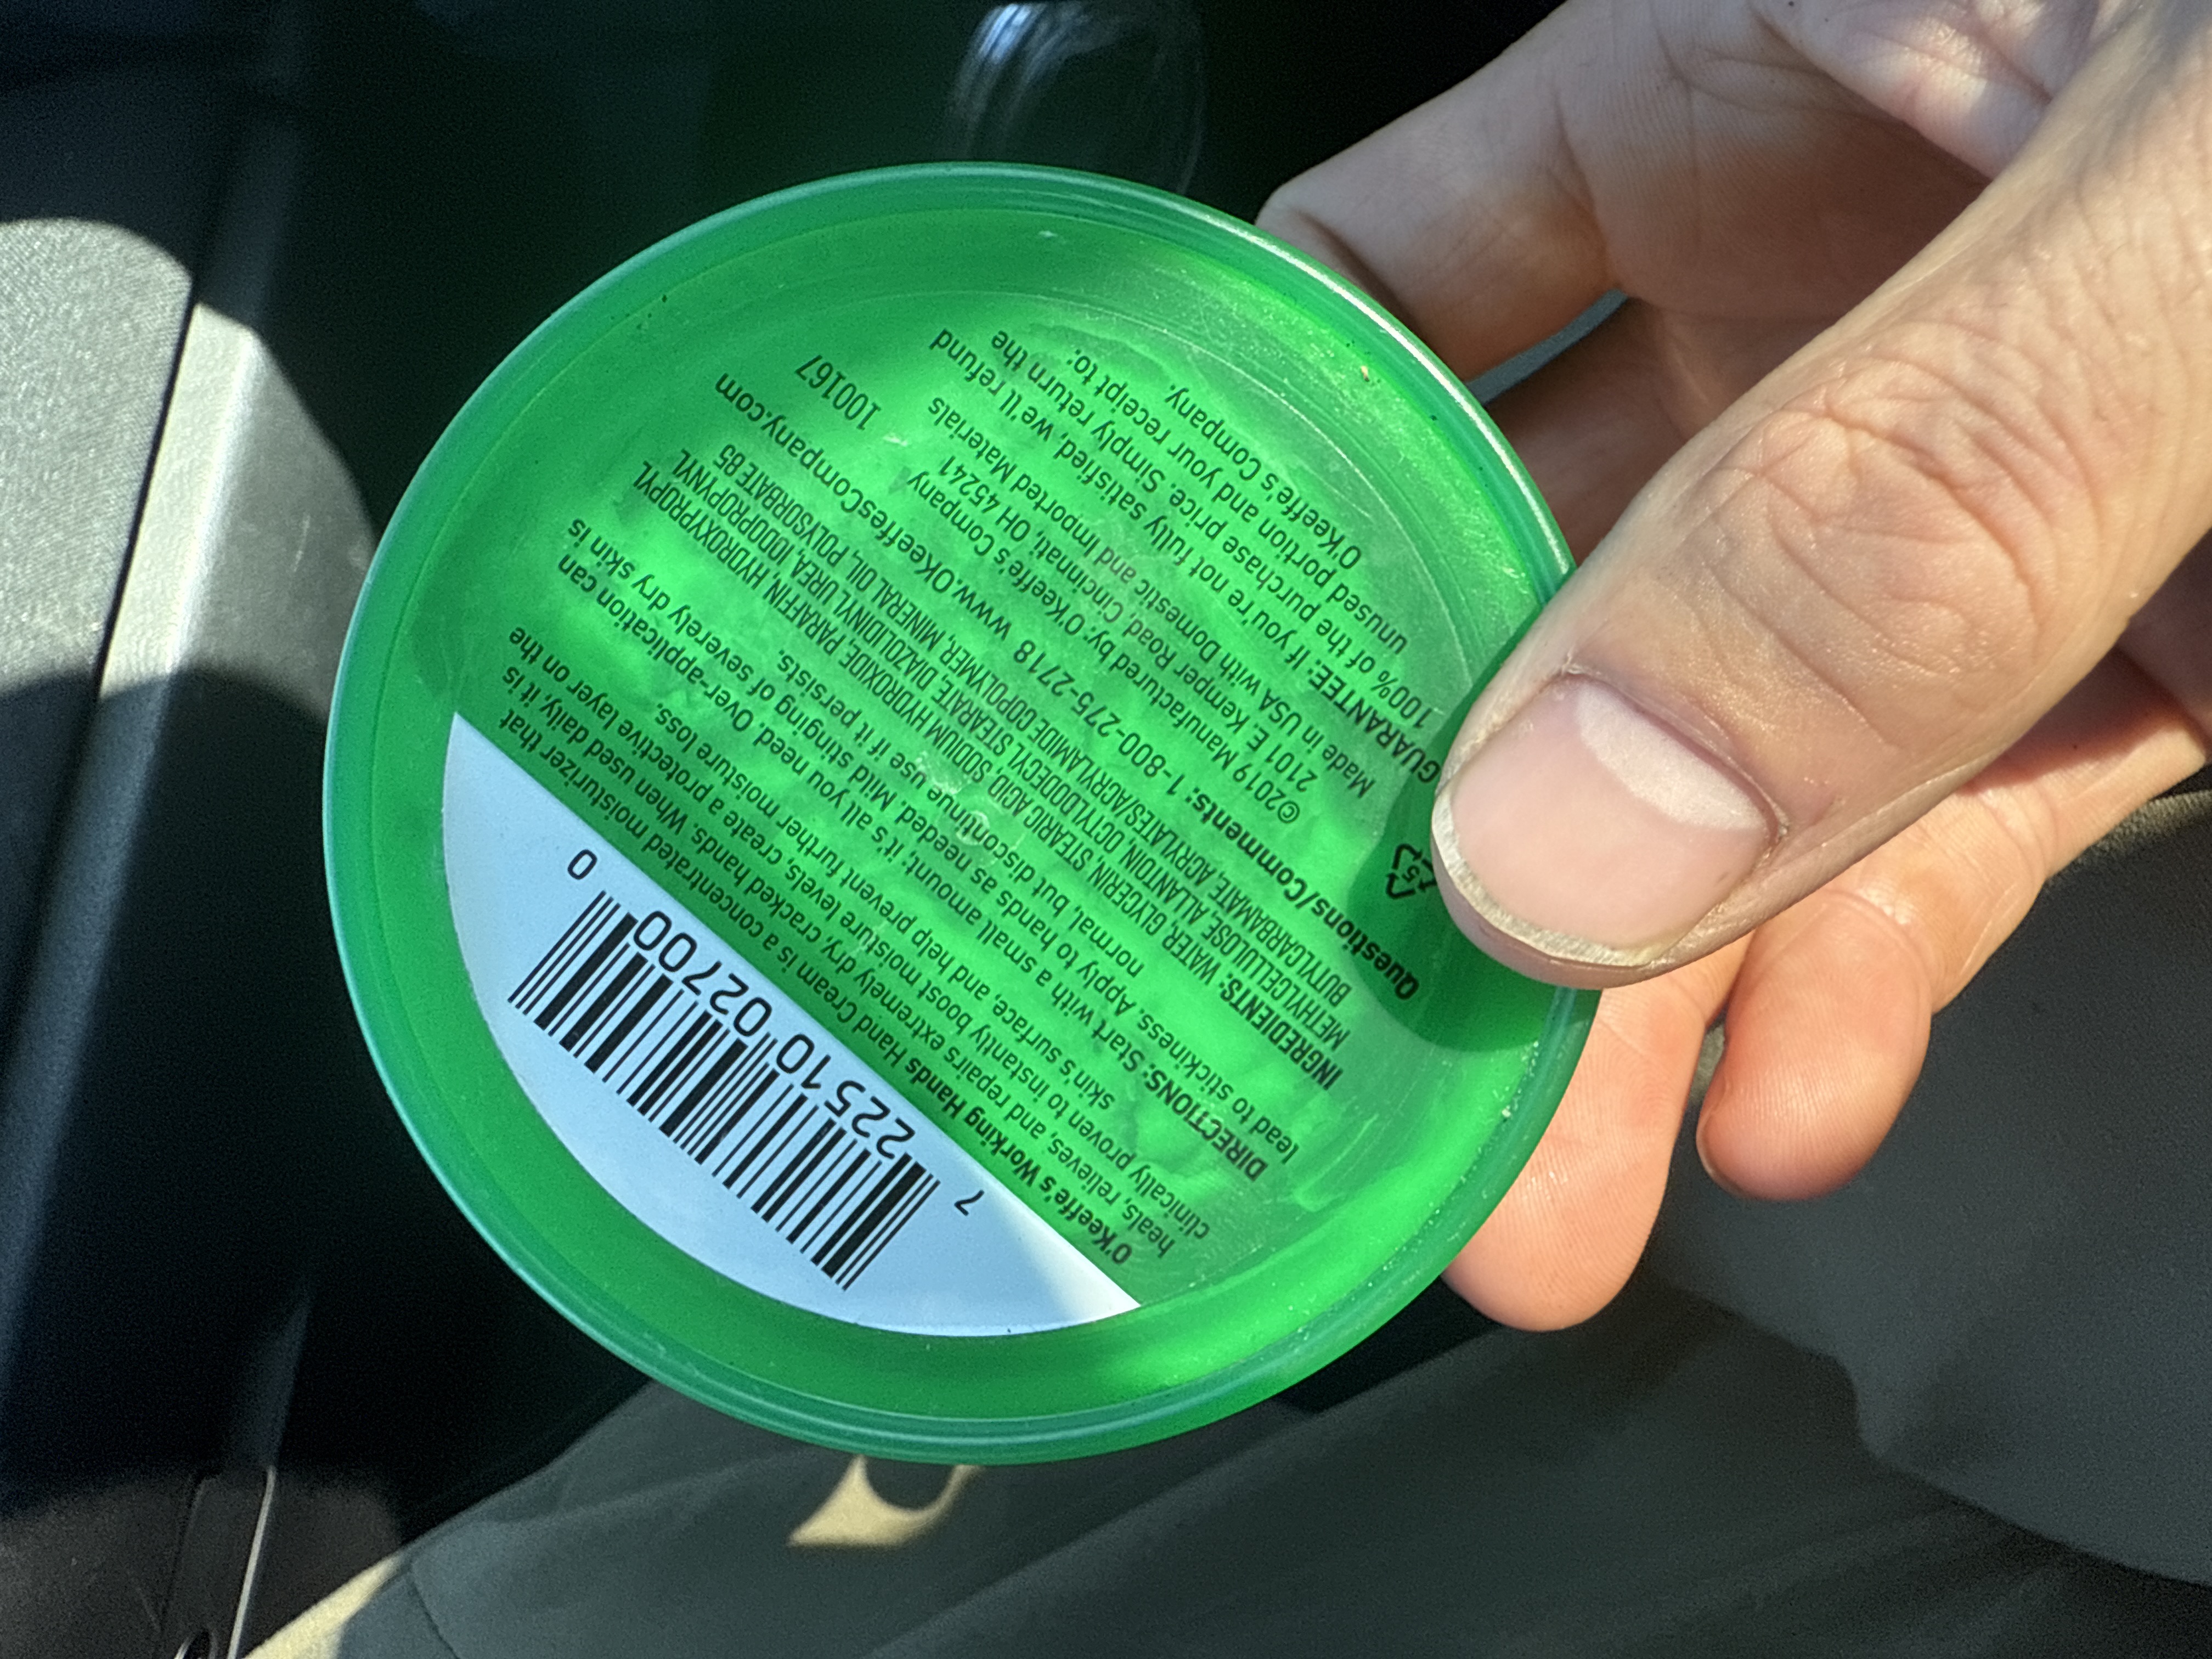 O'Keeffe's Working Hands Hand Cream is a concentrated moisturizer that
heals, relieves, and repairs extremely dry, cracked hands. When used daily, it is
clinically proven to instantly boost moisture levels, create a protective layer on the
skin's surface and help prevent further moisture loss.
DIRECTIONS: Start with a small amount; it's all you need. Over-application can
lead to stickiness. Apply to hands as needed. Mild stinging of severely dry skin is
normal, but discontinue use if it persists.
INGREDIENTS: WATER, GLYCERIN, STEARIC ACID, SODIUM HYDROXIDE, PARAFFIN, HYDROXYPROPYL
METHYLCELLULOSE, ALLANTOIN, OCTYLDODECYL STEARATE, DIAZOLIDINYL UREA, IODOPROPYNYL
BUTYLCARBAMATE, ACRYLATES/ACRYLAMIDE COPOLYMER, MINERAL OIL, POLYSORBATE 85
Questions/Comments: 1-800-275-2718 www.OKeeffesCompany.com
©2019 Manufactured by: O'Keeffe's Company 100167
2101 E Kemper Road Cincinnati, OH 45241
Made in USA with Domestic and Imported Materials
GUARANTEE: If you're not fully satisfied, we'll refund
100% of the purchase price. Simply return the
unused portion and your receipt to:
O'Keeffe's Company,
5
7 22510 02700 0